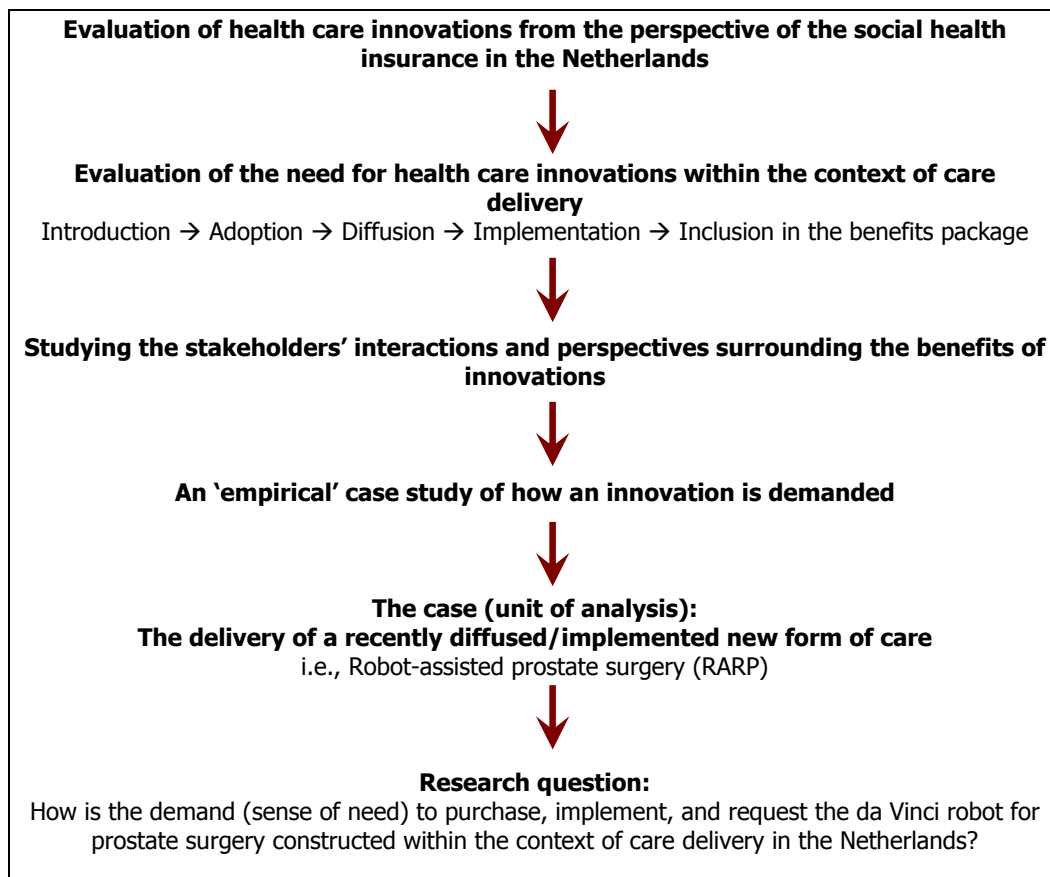 Evaluation of health care innovations from the perspective of the social health
insurance in the Netherlands
Evaluation of the need for health care innovations within the context of care
delivery
Introduction → Adoption → Diffusion → Implementation → Inclusion in the benefits package
Studying the stakeholders’ interactions and perspectives surrounding the benefits of
innovations
An ‘empirical’ case study of how an innovation is demanded
The case (unit of analysis):
The delivery of a recently diffused/implemented new form of care
i.e., Robot-assisted prostate surgery (RARP)
Research question:
How is the demand (sense of need) to purchase, implement, and request the da Vinci robot for
prostate surgery constructed within the context of care delivery in the Netherlands?